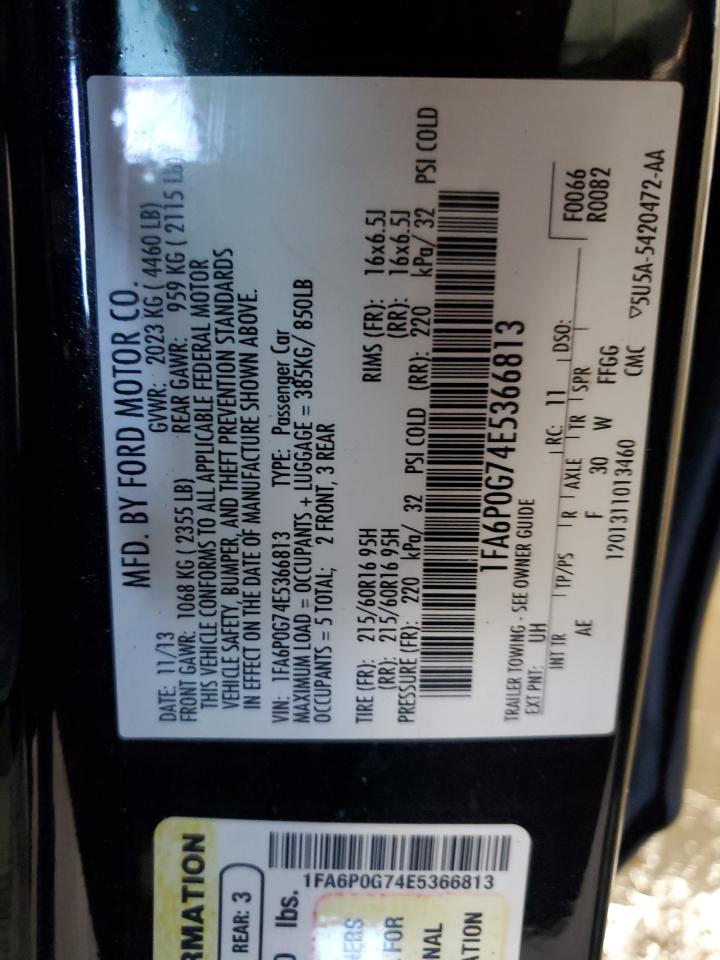 MFD. BY FORD MOTOR CO.
DATE: 11/13 GVWR: 2023 KG ( 4460 LB)
FRONT GAWR: 1068 KG ( 2355 LB) REAR GAWR: 959 KG ( 2115 LB)
THIS VEHICLE CONFORMS TO ALL APPLICABLE FEDERAL MOTOR
VEHICLE SAFETY, BUMPER, AND THEFT PREVENTION STANDARDS
IN EFFECT ON THE DATE OF MANUFACTURE SHOWN ABOVE.
VIN: 1FA6P0G74E5366813 TYPE: Passenger Car
MAXIMUM LOAD = OCCUPANTS + LUGGAGE = 385KG/ 850LB
OCCUPANTS = 5 TOTAL; 2 FRONT, 3 REAR
TIRE (FR): 215/60R16 95H RIMS (FR): 16x6.5J
(RR): 215/60R16 95H (RR): 16x6.5J
PRESSURE (FR): 220 kPa/ 32 PSI COLD (RR): 220 kPa/ 32 PSI COLD
1FA6P0G74E5366813
TRAILER TOWING - SEE OWNER GUIDE
EXT PNT: UH RC: 11 DSO: F0066
R0082
INT TR TP/PS R AXLE TR SPR
AE F 30 W FFGG
1201311013460 CMC ▽5U5A-5420472-AA
RMATION
REAR: 3
lbs.
1FA6P0G74E5366813
NERS
FOR
NAL
ATION